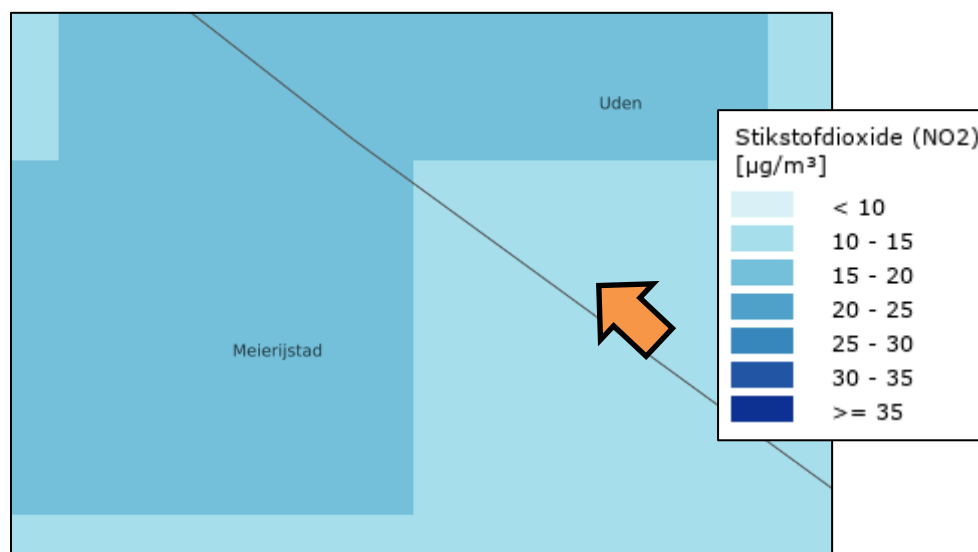 Uden
Meierijstad
Stikstofdioxide (NO2)
[µg/m³]
< 10
10 - 15
15 - 20
20 - 25
25 - 30
30 - 35
>= 35